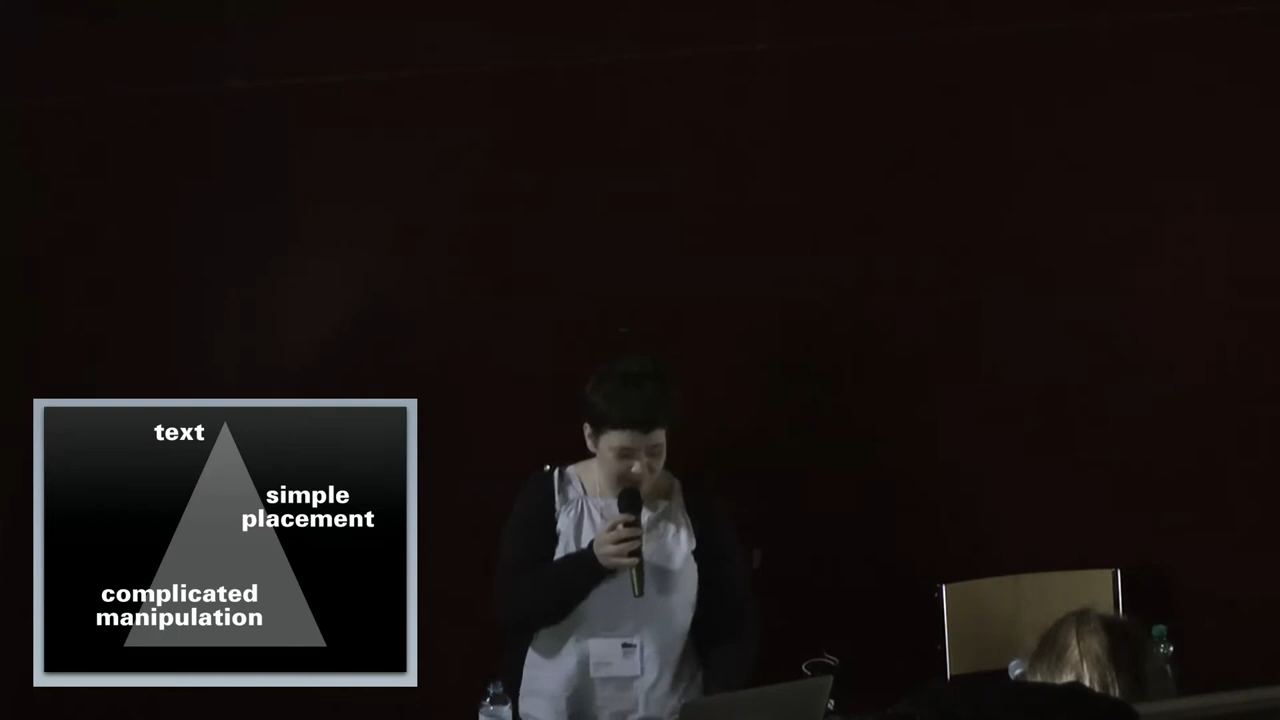 text
simple
placement
complicated
manipulation